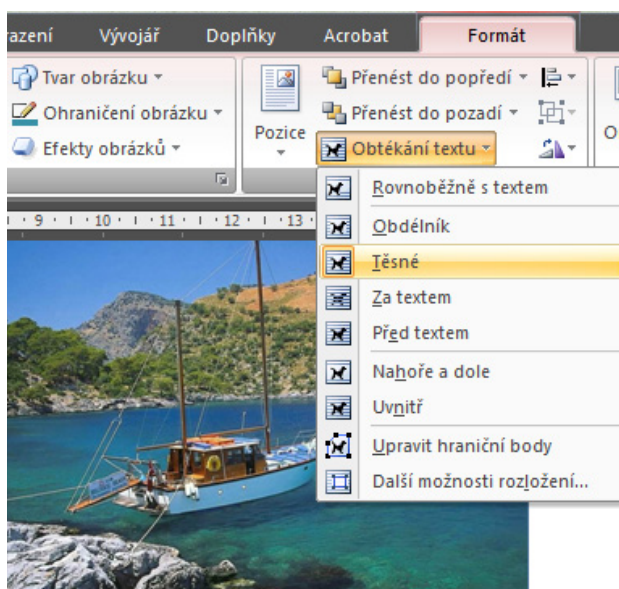 razení Vývojář Doplňky Acrobat Formát
Tvar obrázku
Ohraničení obrázku
Efekty obrázků
Pozice
Přenést do popředí
Přenést do pozadí
Obtékání textu
9 10 11 12 13
Rovnoběžně s textem
Obdélník
Těsné
Za textem
Před textem
Nahoře a dole
Uvnitř
Upravit hraniční body
Další možnosti rozložení...